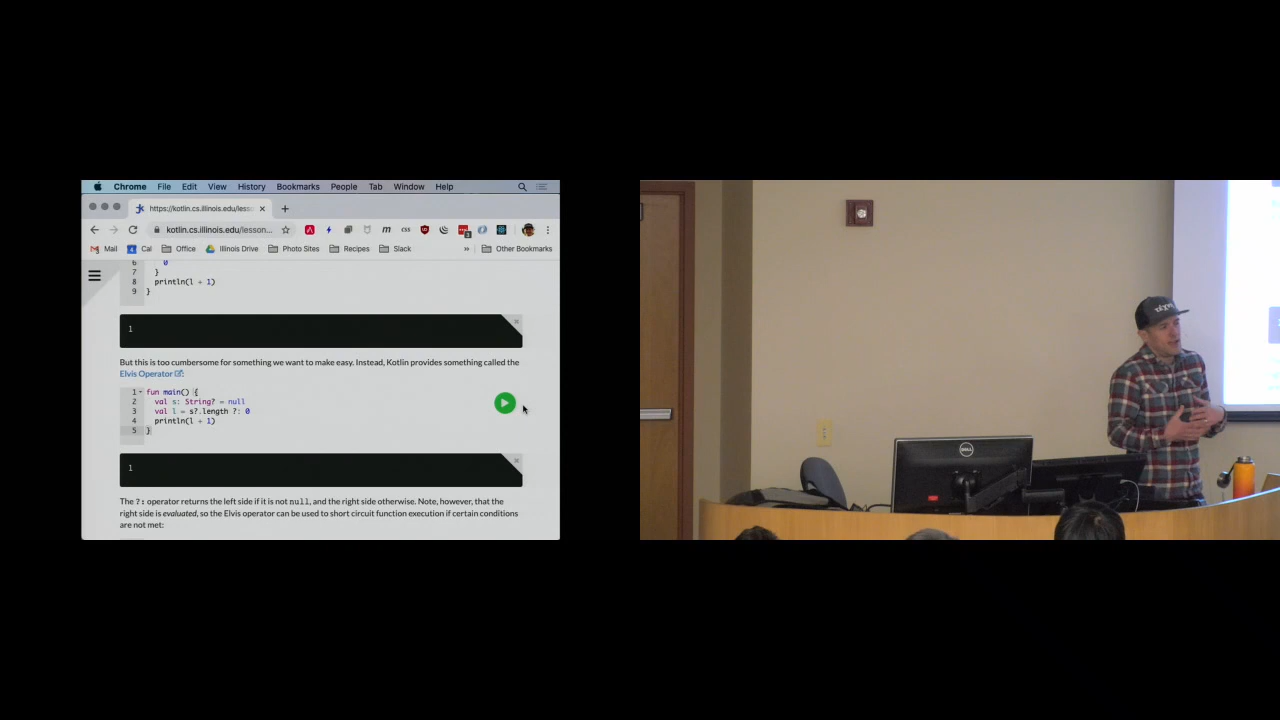 Chrome File Edit View History Bookmarks People Tab Window Help
https://kotlin.cs.illinois.edu/less
kotlin.cs.illinois.edu/lesson...
Mail Cal Office Illinois Drive Photo Sites Recipes Slack » Other Bookmarks
6 0
7 }
8 println(l + 1)
9 }
1
But this is too cumbersome for something we want to make easy. Instead, Kotlin provides something called the
Elvis Operator:
1 fun main() {
2 val s: String? = null
3 val l = s?.length ?: 0
4 println(l + 1)
5 }
1
The ?: operator returns the left side if it is not null, and the right side otherwise. Note, however, that the
right side is evaluated, so the Elvis operator can be used to short circuit function execution if certain conditions
are not met:
DELL